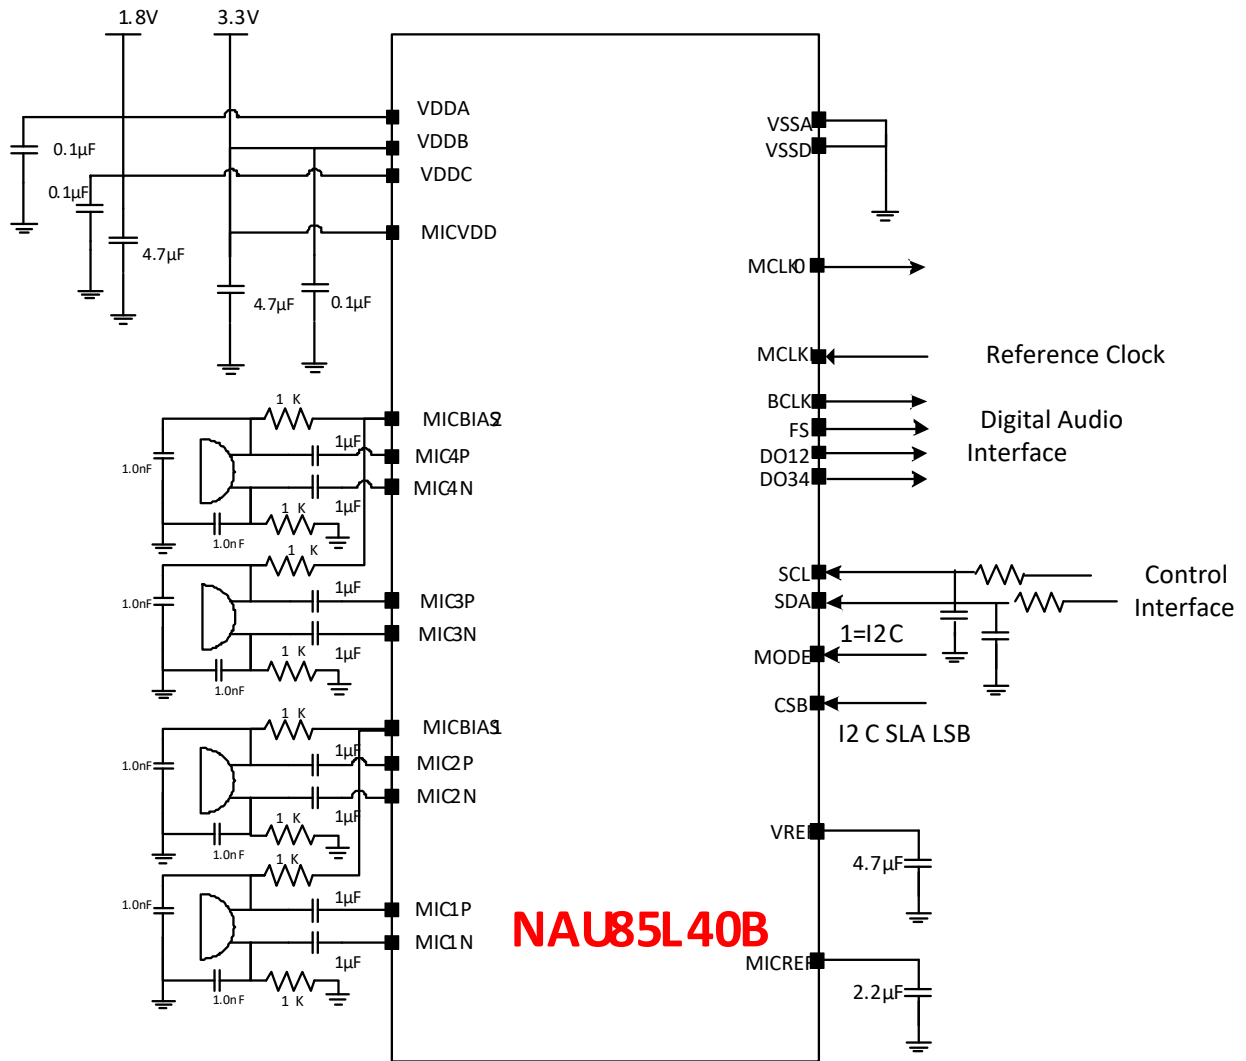 1.8V
3.3V
VDDA
VDDB
VDDC
MICVDD
0.1µF
0.1µF
4.7µF
4.7µF
0.1µF
VSSA
VSSD
MCLK0
MCLKI
Reference Clock
BCLK
FS
DO12
DO34
Digital Audio
Interface
1 K
MICBIAS2
1µF
MIC4P
1.0nF
MIC4N
1µF
1 K
1.0nF
1 K
1µF
MIC3P
1.0nF
MIC3N
1µF
1.0nF
1 K
SCL
SDA
Control
Interface
1=I2C
MODE
CSB
I2C SLA LSB
1 K
MICBIAS1
1µF
MIC2P
1.0nF
MIC2N
1µF
1 K
1.0nF
1 K
1µF
MIC1P
1.0nF
MIC1N
1µF
1.0nF
1 K
VREF
4.7µF
NAU85L40B
MICREF
2.2µF